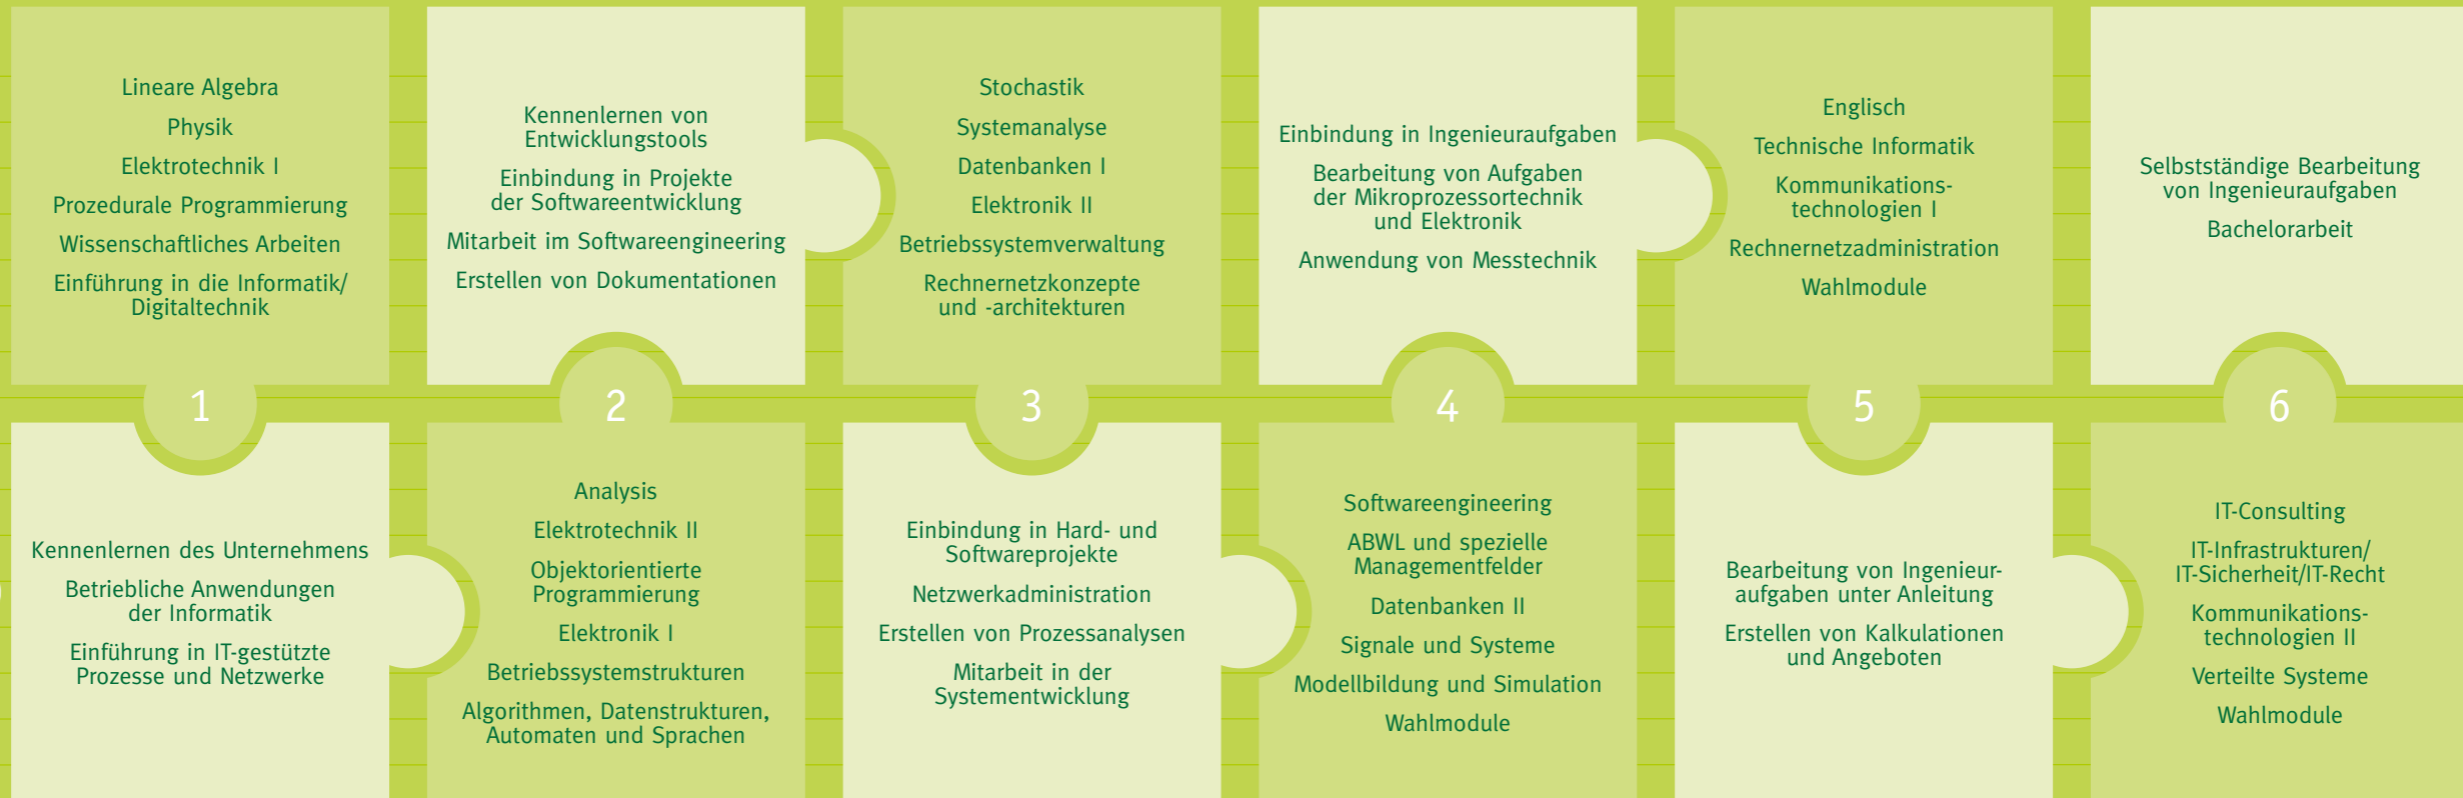 Lineare Algebra
Physik
Elektrotechnik I
Prozedurale Programmierung
Wissenschaftliches Arbeiten
Einführung in die Informatik/
Digitaltechnik
1
Kennenlernen des Unternehmens
Betriebliche Anwendungen
der Informatik
Einführung in IT-gestützte
Prozesse und Netzwerke
Kennenlernen von
Entwicklungstools
Einbindung in Projekte
der Softwareentwicklung
Mitarbeit im Softwareengineering
Erstellen von Dokumentationen
2
Analysis
Elektrotechnik II
Objektorientierte
Programmierung
Elektronik I
Betriebssystemstrukturen
Algorithmen, Datenstrukturen,
Automaten und Sprachen
Stochastik
Systemanalyse
Datenbanken I
Elektronik II
Betriebssystemverwaltung
Rechnernetzkonzepte
und -architekturen
3
Einbindung in Hard- und
Softwareprojekte
Netzwerkadministration
Erstellen von Prozessanalysen
Mitarbeit in der
Systementwicklung
Einbindung in Ingenieuraufgaben
Bearbeitung von Aufgaben
der Mikroprozessortechnik
und Elektronik
Anwendung von Messtechnik
4
Softwareengineering
ABWL und spezielle
Managementfelder
Datenbanken II
Signale und Systeme
Modellbildung und Simulation
Wahlmodule
Englisch
Technische Informatik
Kommunikations-
technologien I
Rechnernetzadministration
Wahlmodule
5
Bearbeitung von Ingenieur-
aufgaben unter Anleitung
Erstellen von Kalkulationen
und Angeboten
Selbstständige Bearbeitung
von Ingenieuraufgaben
Bachelorarbeit
6
IT-Consulting
IT-Infrastrukturen/
IT-Sicherheit/IT-Recht
Kommunikations-
technologien II
Verteilte Systeme
Wahlmodule